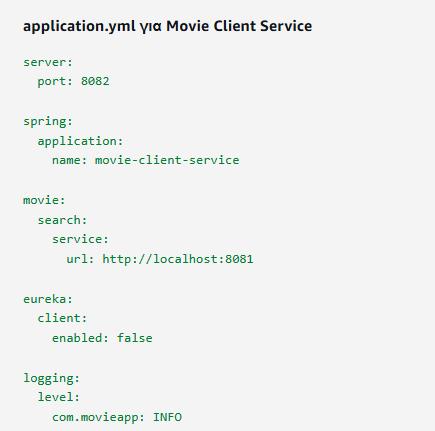 application.yml για Movie Client Service
server:
  port: 8082
spring:
  application:
    name: movie-client-service
movie:
  search:
    service:
      url: http://localhost:8081
eureka:
  client:
    enabled: false
logging:
  level:
    com.movieapp: INFO